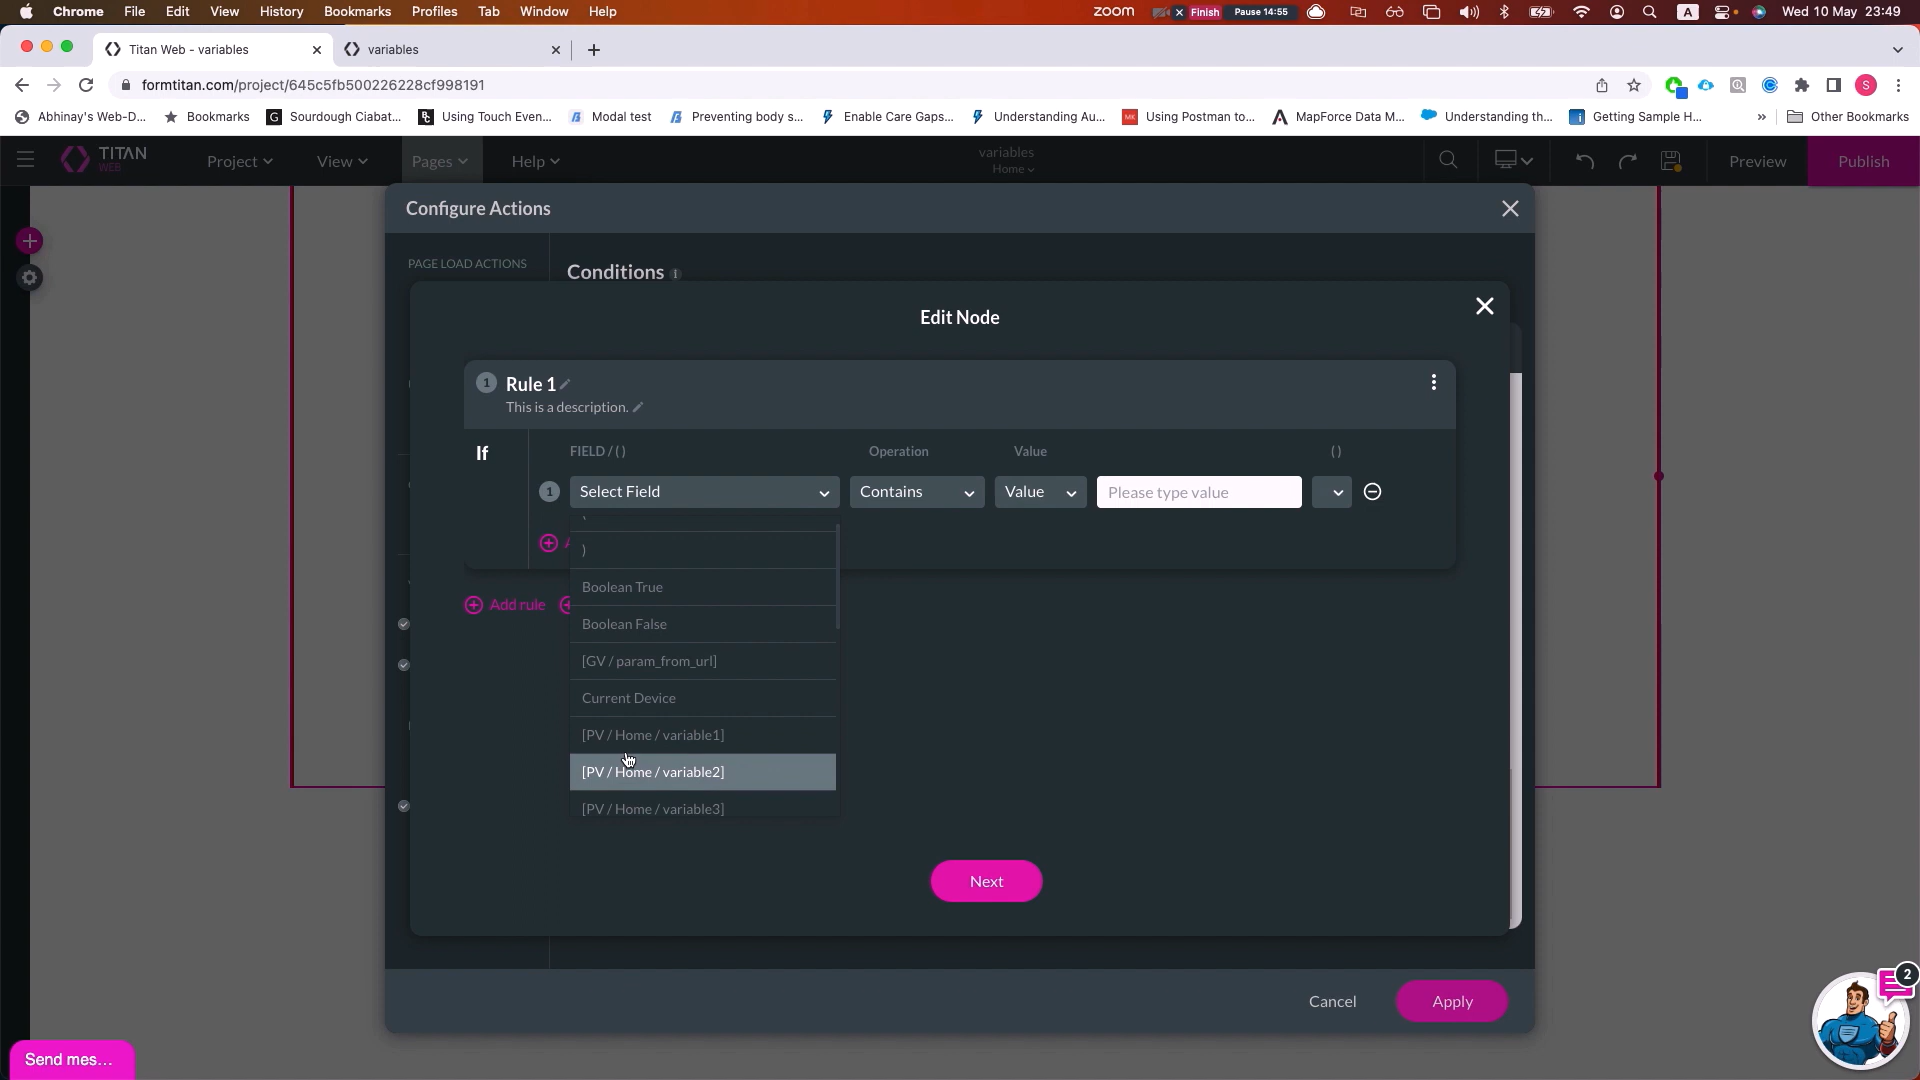 Chrome File Edit View History Bookmarks Profiles Tab Window Help
zoom Finish Pause 14:55 A Wed 10 May 23:49
Titan Web - variables
variables
formtitan.com/project/645c5fb500226228cf998191
S
Abhinay's Web-D...
Bookmarks
G Sourdough Ciabat...
Using Touch Even...
Modal test
Preventing body s...
Enable Care Gaps...
Understanding Au...
MK Using Postman to...
MapForce Data M...
Understanding th...
Getting Sample H...
»
Other Bookmarks
TITAN
WEB
Project
View
Pages
Help
variables
Home
Preview
Publish
Configure Actions
PAGE LOAD ACTIONS
Conditions i
Edit Node
1 Rule 1
This is a description.
If
FIELD / ( )
Operation
Value
( )
1 Select Field
Contains
Value
Please type value
)
Boolean True
Boolean False
Add rule
[GV / param_from_url]
Current Device
[PV / Home / variable1]
[PV / Home / variable2]
[PV / Home / variable3]
Next
Cancel
Apply
2
Send mes...